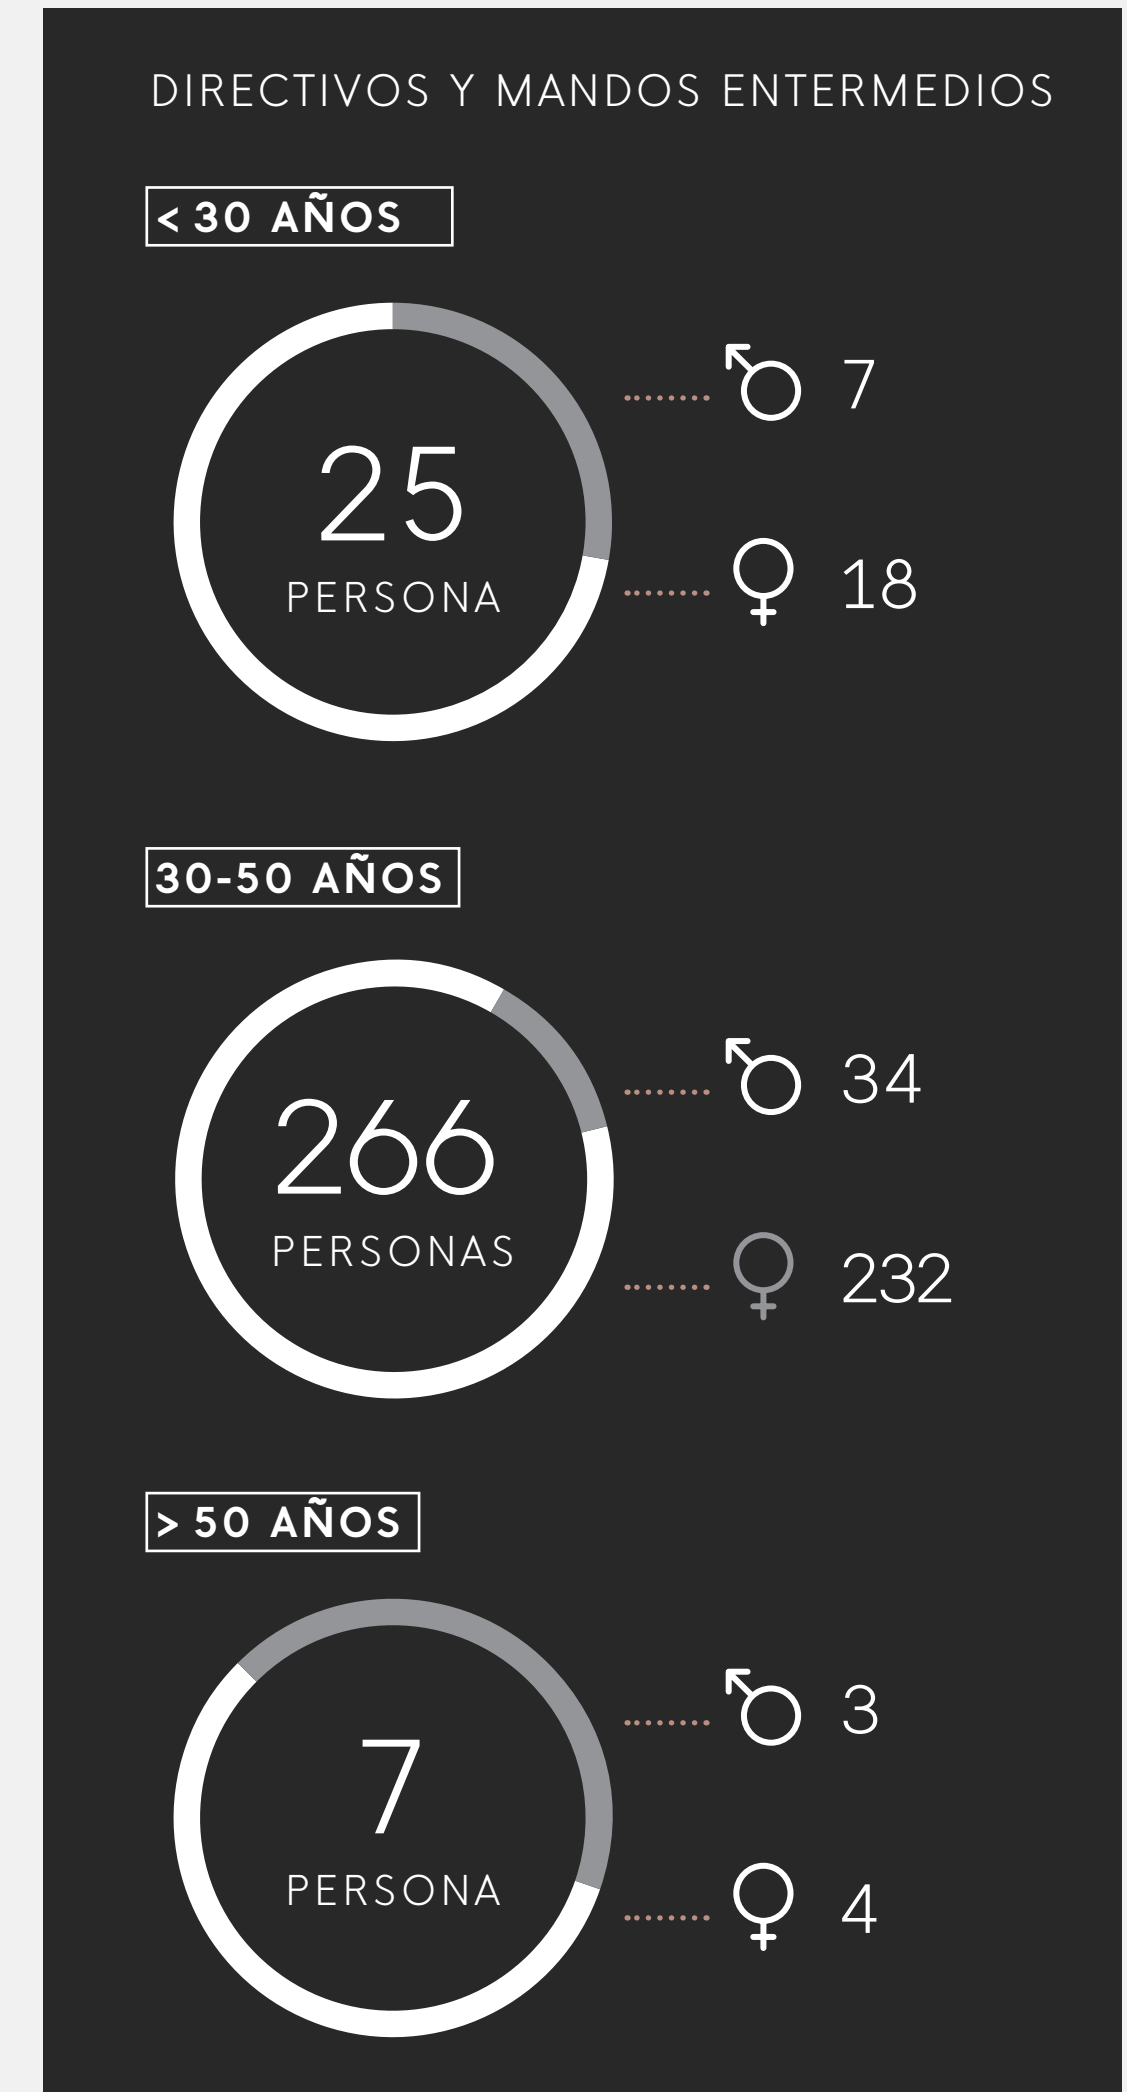 DIRECTIVOS Y MANDOS ENTERMEDIOS
< 30 AÑOS
25
PERSONA
7
18
30-50 AÑOS
266
PERSONAS
34
232
> 50 AÑOS
7
PERSONA
3
4